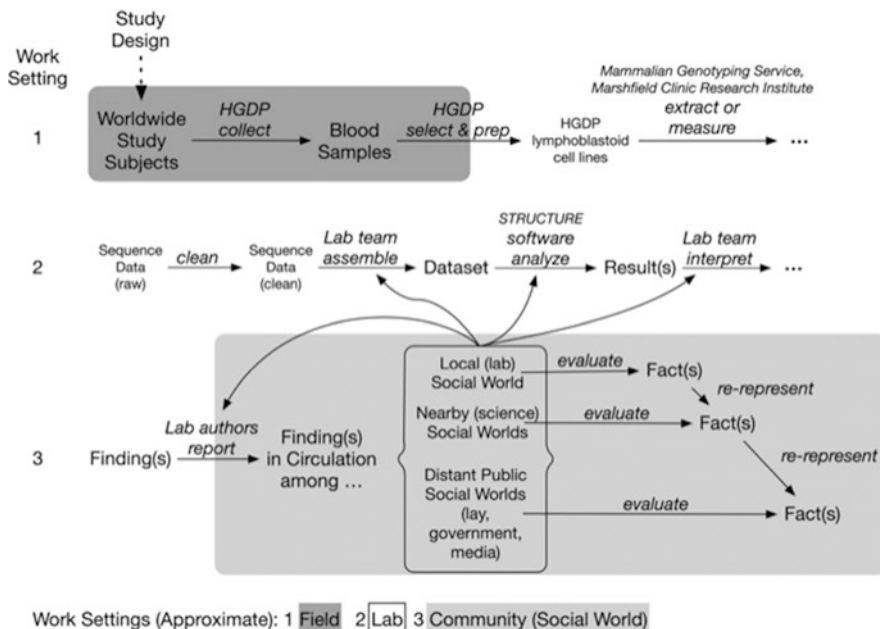 Study
Design
Work
Setting
1
Worldwide
Study
Subjects
HGDP
collect
Blood
Samples
HGDP
select & prep
HGDP
lymphoblastoid
cell lines
Mammalian Genotyping Service,
Marshfield Clinic Research Institute
extract or
measure
...
2
Sequence
Data
(raw)
clean
Sequence
Data
(clean)
Lab team
assemble
Dataset
STRUCTURE
software
analyze
Result(s)
Lab team
interpret
...
3
Finding(s)
Lab authors
report
Finding(s)
in Circulation
among ...
Local (lab)
Social World
evaluate
Fact(s)
re-represent
Nearby (science)
Social Worlds
evaluate
Fact(s)
re-represent
Distant Public
Social Worlds
(lay,
government,
media)
evaluate
Fact(s)
Work Settings (Approximate): 1 Field 2 Lab 3 Community (Social World)